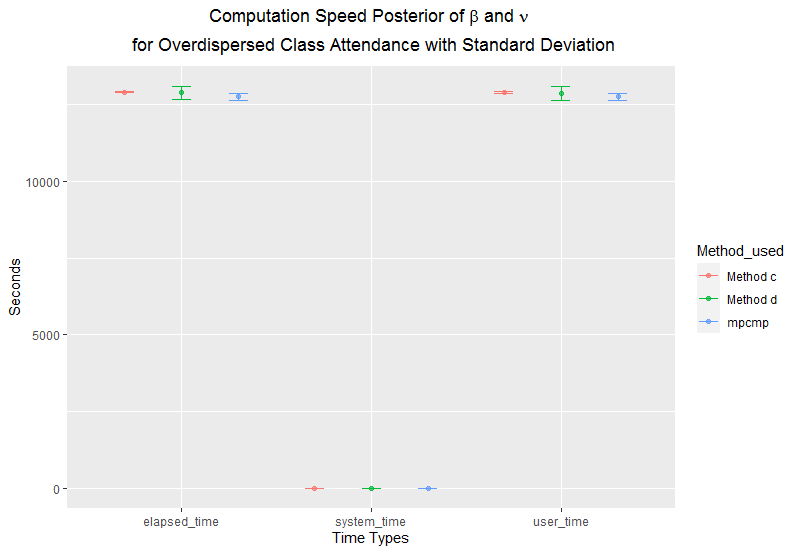 Computation Speed Posterior of β and ν
for Overdispersed Class Attendance with Standard Deviation
10000
5000
0
Seconds
elapsed_time
system_time
user_time
Time Types
Method_used
Method c
Method d
mpcmp